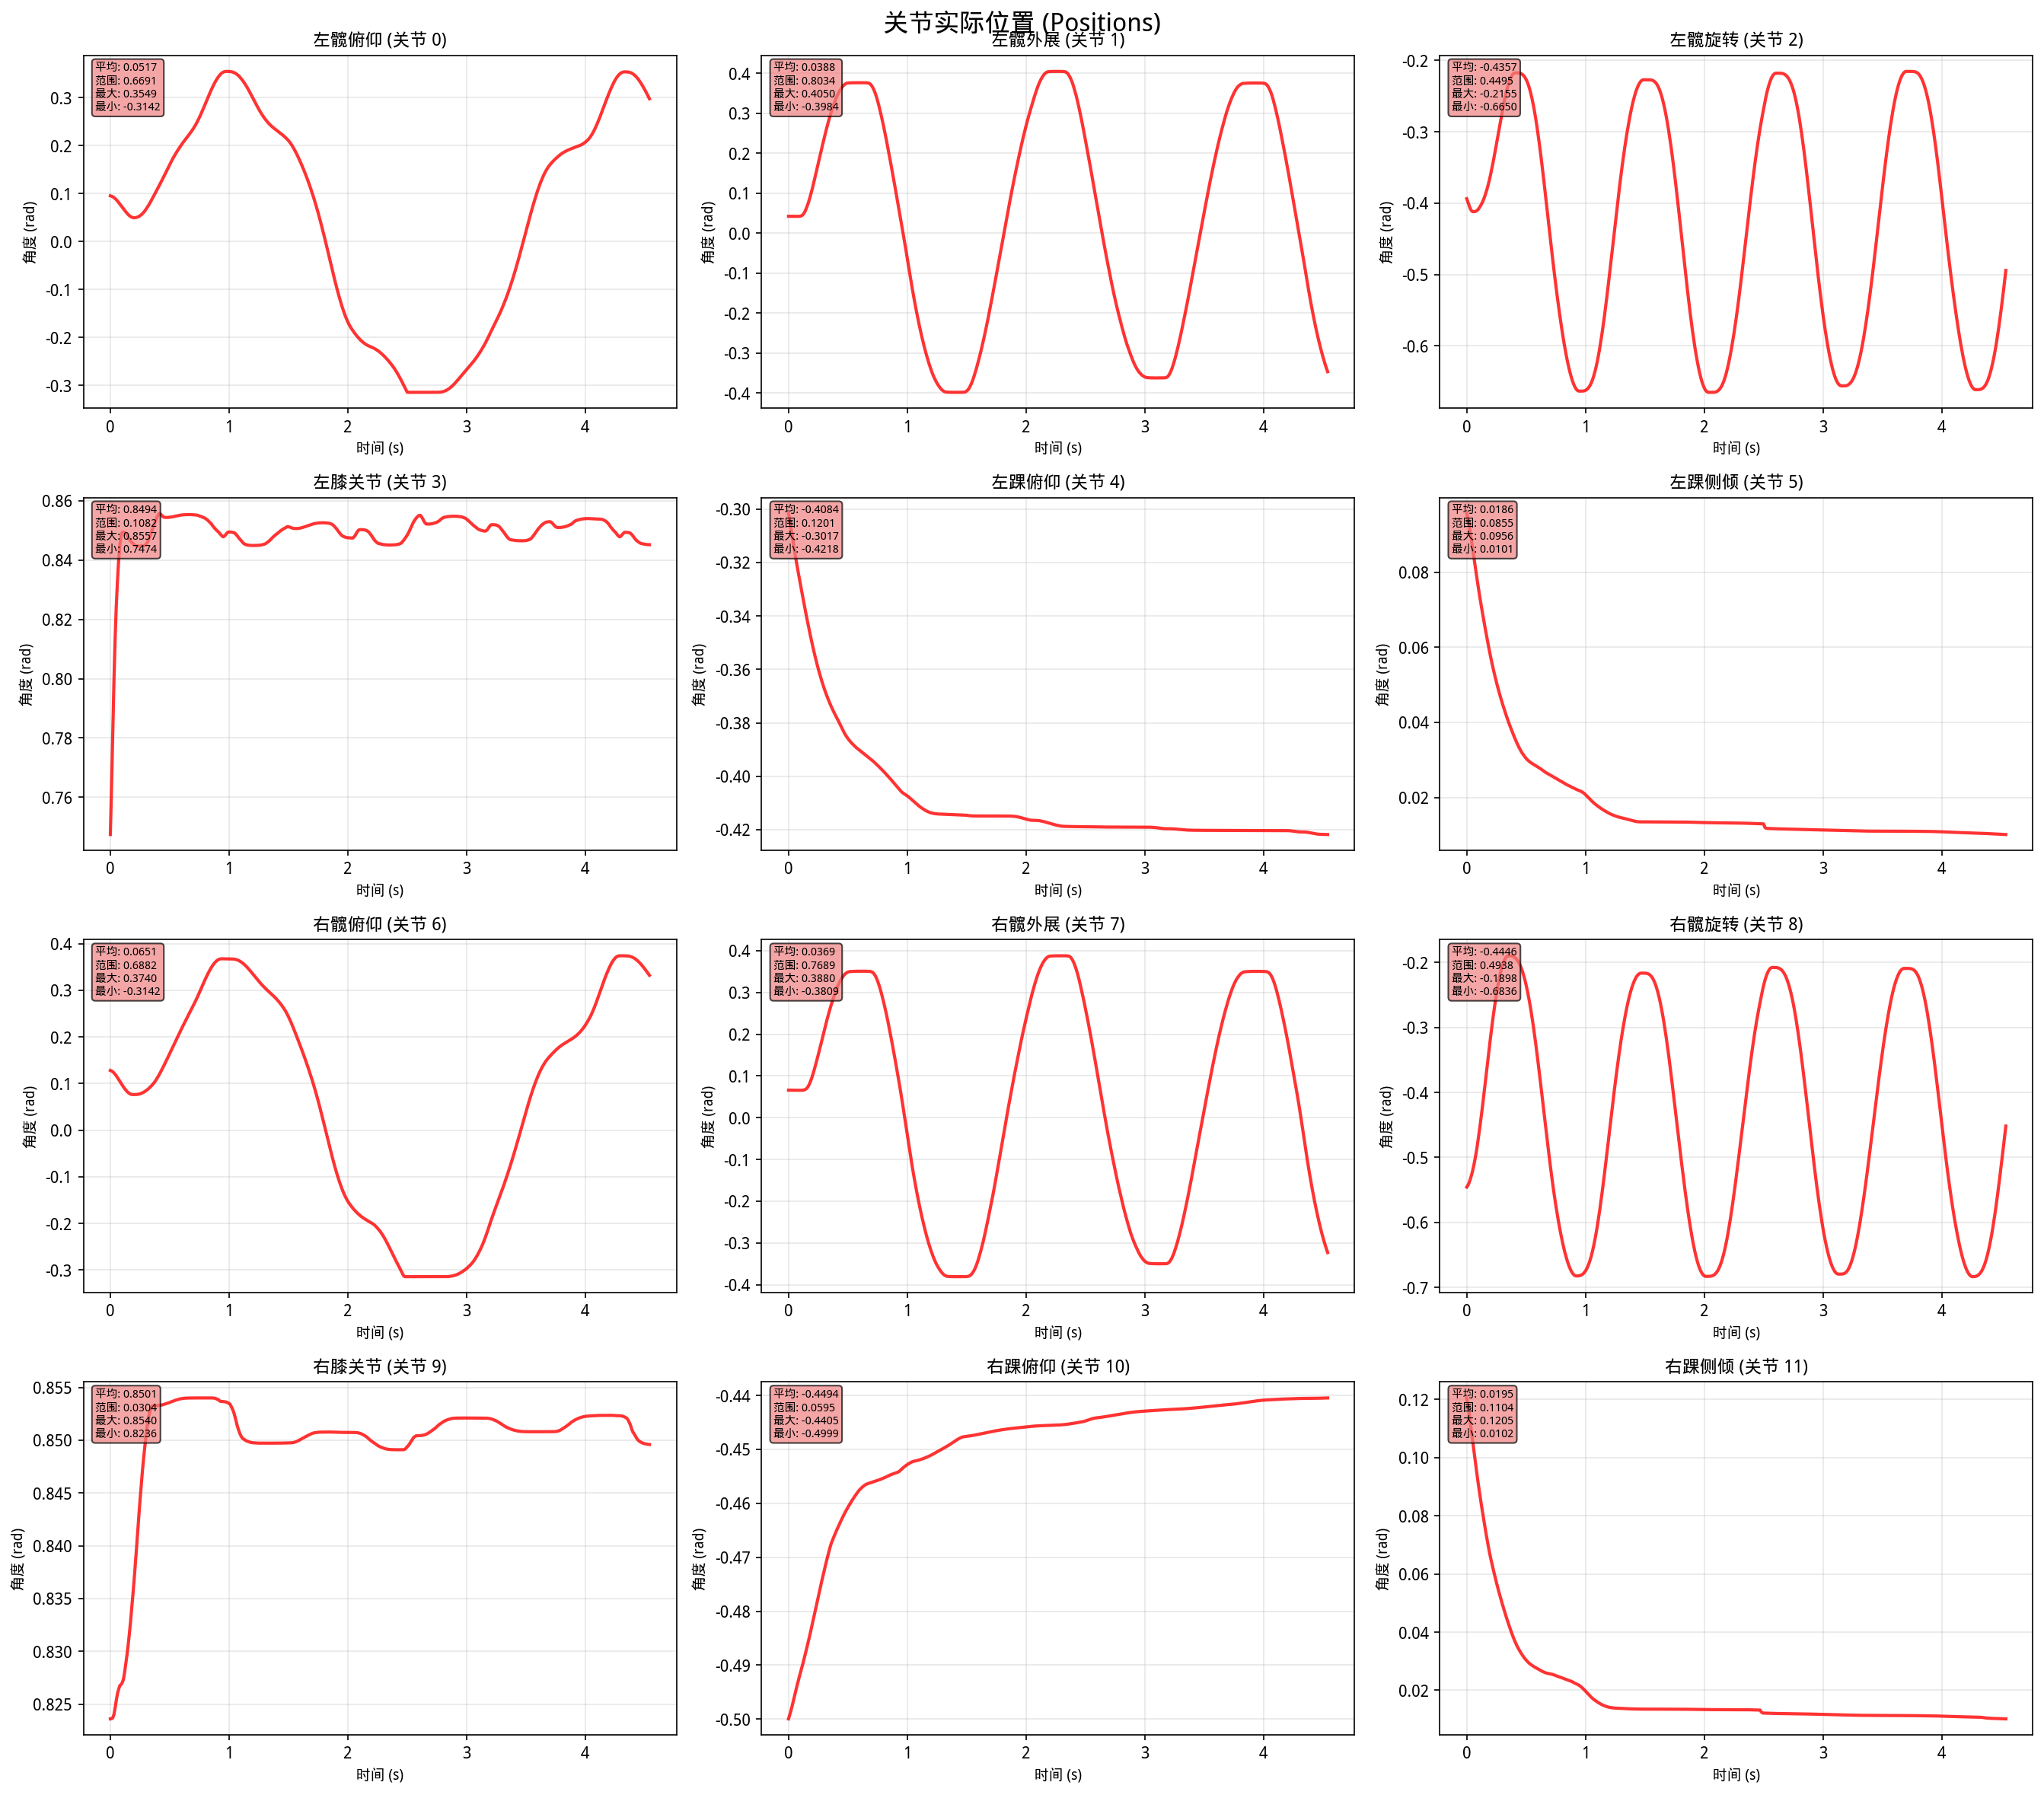 关节实际位置 (Positions)
左髋俯仰 (关节 0)
平均: 0.0517
范围: 0.6691
最大: 0.3549
最小: -0.3142
角度 (rad)
0.3
0.2
0.1
0.0
-0.1
-0.2
-0.3
0 1 2 3 4
时间 (s)
左髋外展 (关节 1)
平均: 0.0388
范围: 0.8034
最大: 0.4050
最小: -0.3984
角度 (rad)
0.4
0.3
0.2
0.1
0.0
-0.1
-0.2
-0.3
-0.4
0 1 2 3 4
时间 (s)
左髋旋转 (关节 2)
平均: -0.4357
范围: 0.4495
最大: -0.2155
最小: -0.6650
角度 (rad)
-0.2
-0.3
-0.4
-0.5
-0.6
0 1 2 3 4
时间 (s)
左膝关节 (关节 3)
平均: 0.8494
范围: 0.1082
最大: 0.8557
最小: 0.7474
角度 (rad)
0.86
0.84
0.82
0.80
0.78
0.76
0 1 2 3 4
时间 (s)
左踝俯仰 (关节 4)
平均: -0.4084
范围: 0.1201
最大: -0.3017
最小: -0.4218
角度 (rad)
-0.30
-0.32
-0.34
-0.36
-0.38
-0.40
-0.42
0 1 2 3 4
时间 (s)
左踝侧倾 (关节 5)
平均: 0.0186
范围: 0.0855
最大: 0.0956
最小: 0.0101
角度 (rad)
0.08
0.06
0.04
0.02
0 1 2 3 4
时间 (s)
右髋俯仰 (关节 6)
平均: 0.0651
范围: 0.6882
最大: 0.3740
最小: -0.3142
角度 (rad)
0.4
0.3
0.2
0.1
0.0
-0.1
-0.2
-0.3
0 1 2 3 4
时间 (s)
右髋外展 (关节 7)
平均: 0.0369
范围: 0.7689
最大: 0.3880
最小: -0.3809
角度 (rad)
0.4
0.3
0.2
0.1
0.0
-0.1
-0.2
-0.3
-0.4
0 1 2 3 4
时间 (s)
右髋旋转 (关节 8)
平均: -0.4446
范围: 0.4938
最大: -0.1898
最小: -0.6836
角度 (rad)
-0.2
-0.3
-0.4
-0.5
-0.6
-0.7
0 1 2 3 4
时间 (s)
右膝关节 (关节 9)
平均: 0.8501
范围: 0.0304
最大: 0.8540
最小: 0.8236
角度 (rad)
0.855
0.850
0.845
0.840
0.835
0.830
0.825
0 1 2 3 4
时间 (s)
右踝俯仰 (关节 10)
平均: -0.4494
范围: 0.0595
最大: -0.4405
最小: -0.4999
角度 (rad)
-0.44
-0.45
-0.46
-0.47
-0.48
-0.49
-0.50
0 1 2 3 4
时间 (s)
右踝侧倾 (关节 11)
平均: 0.0195
范围: 0.1104
最大: 0.1205
最小: 0.0102
角度 (rad)
0.12
0.10
0.08
0.06
0.04
0.02
0 1 2 3 4
时间 (s)